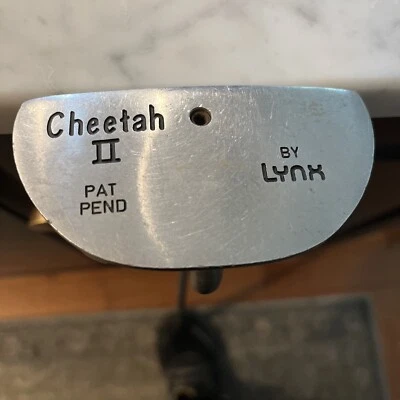 Cheetah
II
PAT
PEND
BY
Lynx